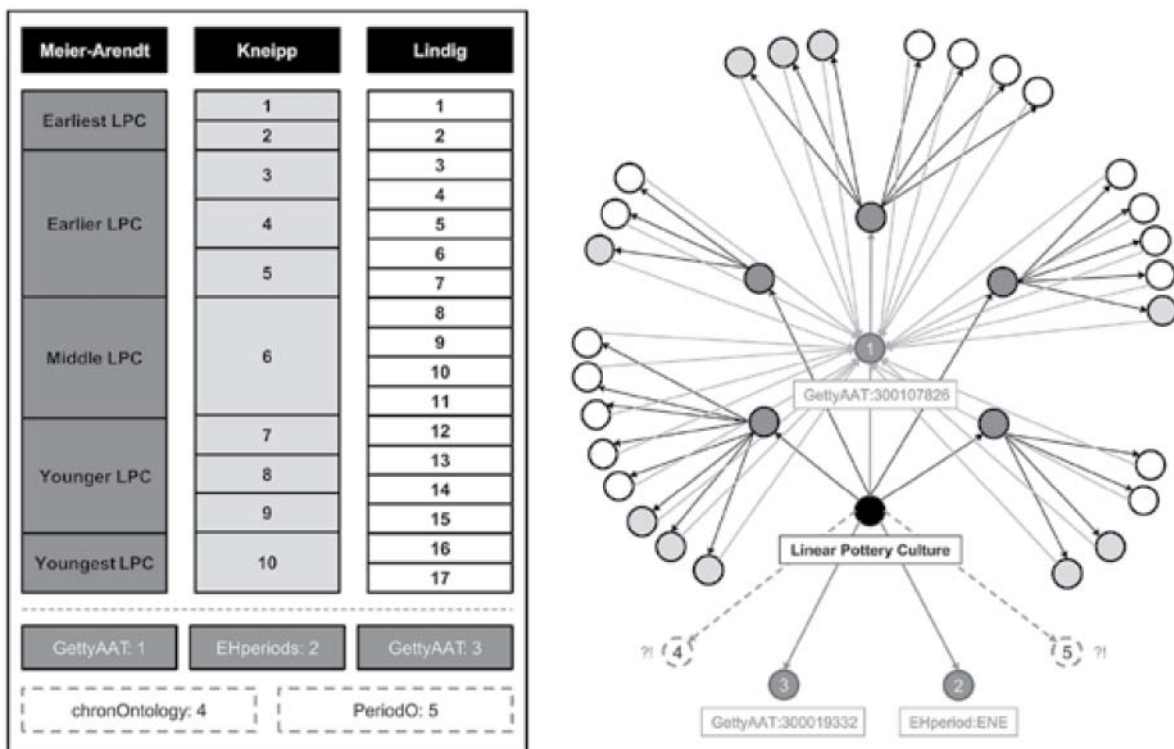 Meier-Arendt
Kneipp
Lindig
Earliest LPC
Earlier LPC
Middle LPC
Younger LPC
Youngest LPC
1
2
3
4
5
6
7
8
9
10
1
2
3
4
5
6
7
8
9
10
11
12
13
14
15
16
17
GettyAAT: 1
EHperiods: 2
GettyAAT: 3
chronOntology: 4
PeriodO: 5
1
GettyAAT:300107826
Linear Pottery Culture
?! 4
5 ?!
3
2
GettyAAT:300019332
EHperiod:ENE